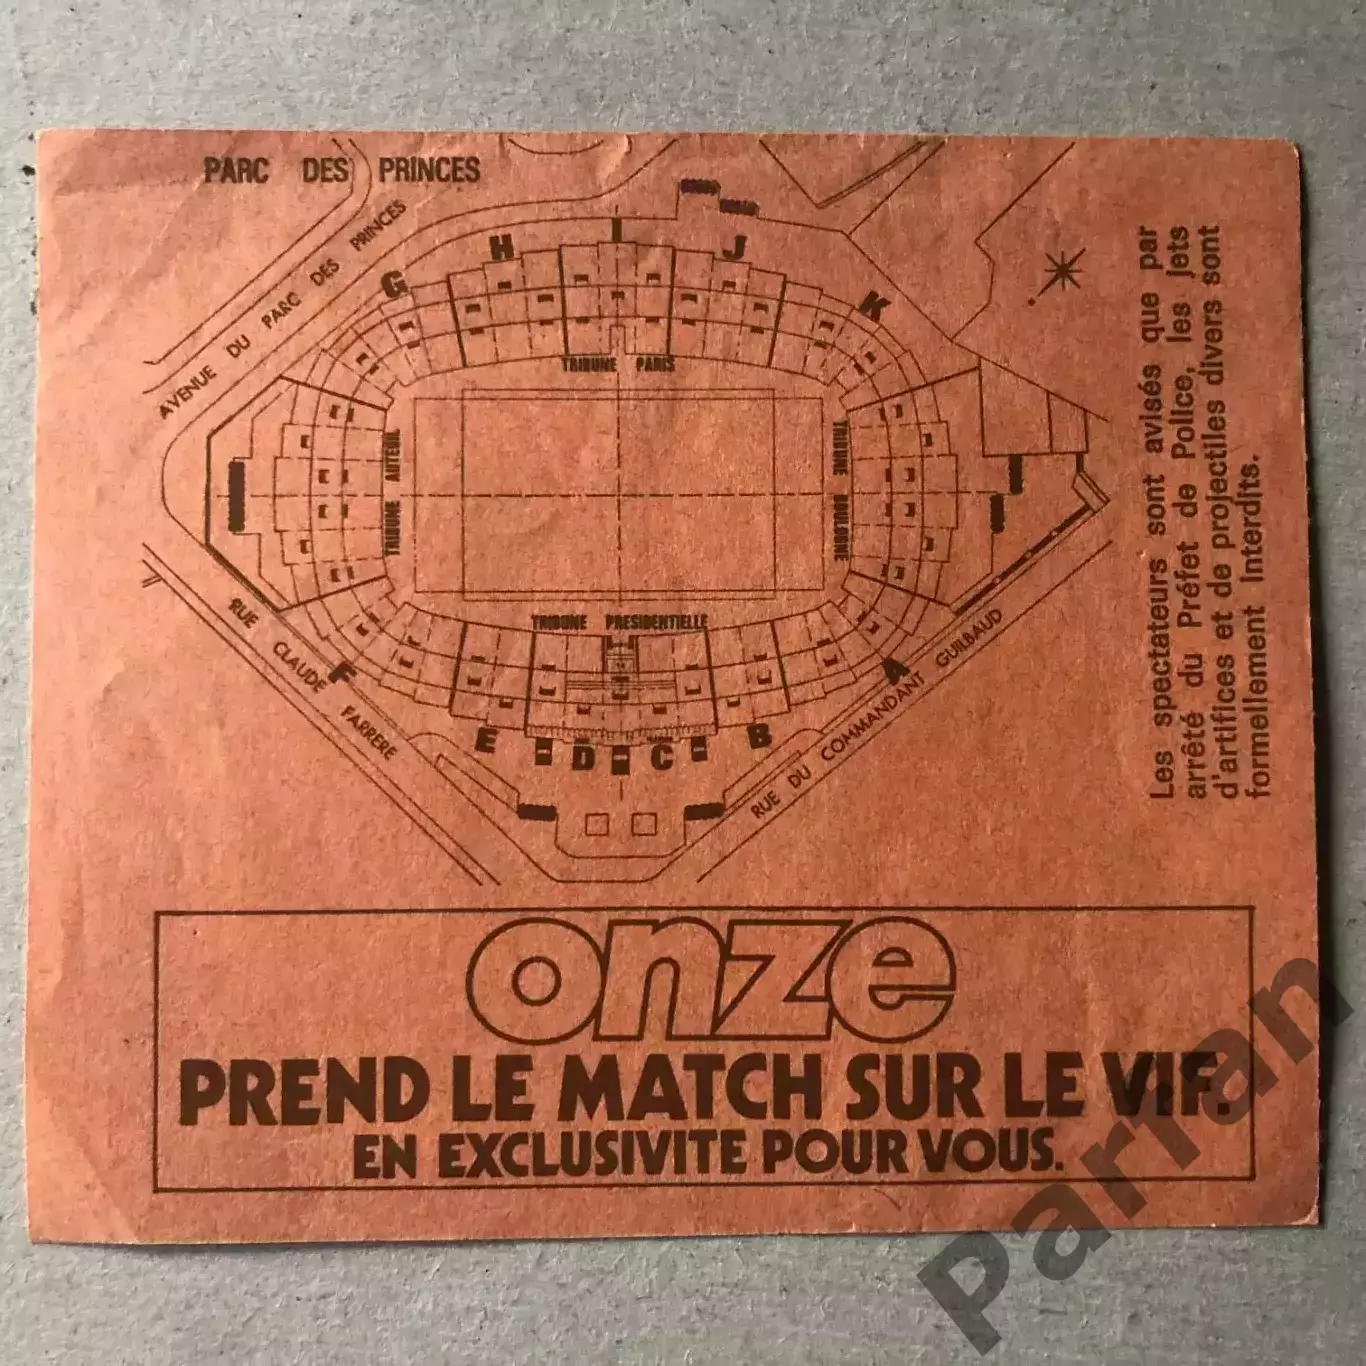 PARC DES PRINCES
AVENUE DU PARC DES PRINCES
G
H
I
J
K
TRIBUNE PARIS
TRIBUNE AUTEUIL
TRIBUNE BOULOGNE
TRIBUNE PRESIDENTIELLE
RUE CLAUDE FARRÈRE
F
E
D
C
B
A
RUE DU COMMANDANT GUILBAUD
Les spectateurs sont avisés que par
arrêté du Préfet de Police, les jets
d'artifices et de projectiles divers sont
formellement interdits.
onze
PREND LE MATCH SUR LE VIF.
EN EXCLUSIVITE POUR VOUS.
Parfan